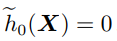 h̃₀(𝑿) = 0